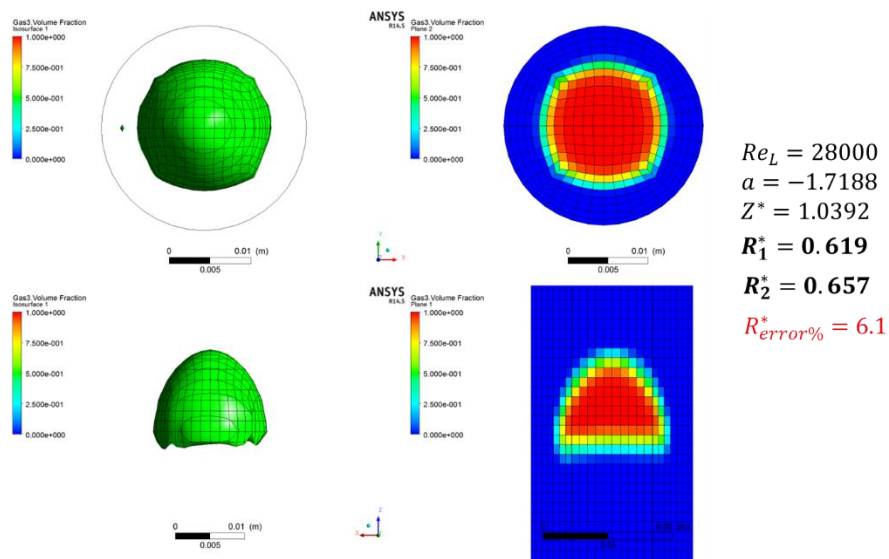 Gas3.Volume Fraction
Isosurface 1
1.000e+000
7.500e-001
5.000e-001
2.500e-001
0.000e+000
0 0.01 (m)
0.005
ANSYS
R14.5
Gas3.Volume Fraction
Plane 2
1.000e+000
7.500e-001
5.000e-001
2.500e-001
0.000e+000
0 0.01 (m)
0.005
Y
X
Gas3.Volume Fraction
Isosurface 1
1.000e+000
7.500e-001
5.000e-001
2.500e-001
0.000e+000
0 0.01 (m)
0.005
ANSYS
R14.5
Gas3.Volume Fraction
Plane 1
1.000e+000
7.500e-001
5.000e-001
2.500e-001
0.000e+000
0
Z
X
Re_L = 28000
a = −1.7188
Z* = 1.0392
R₁* = 0.619
R₂* = 0.657
R*_error% = 6.1